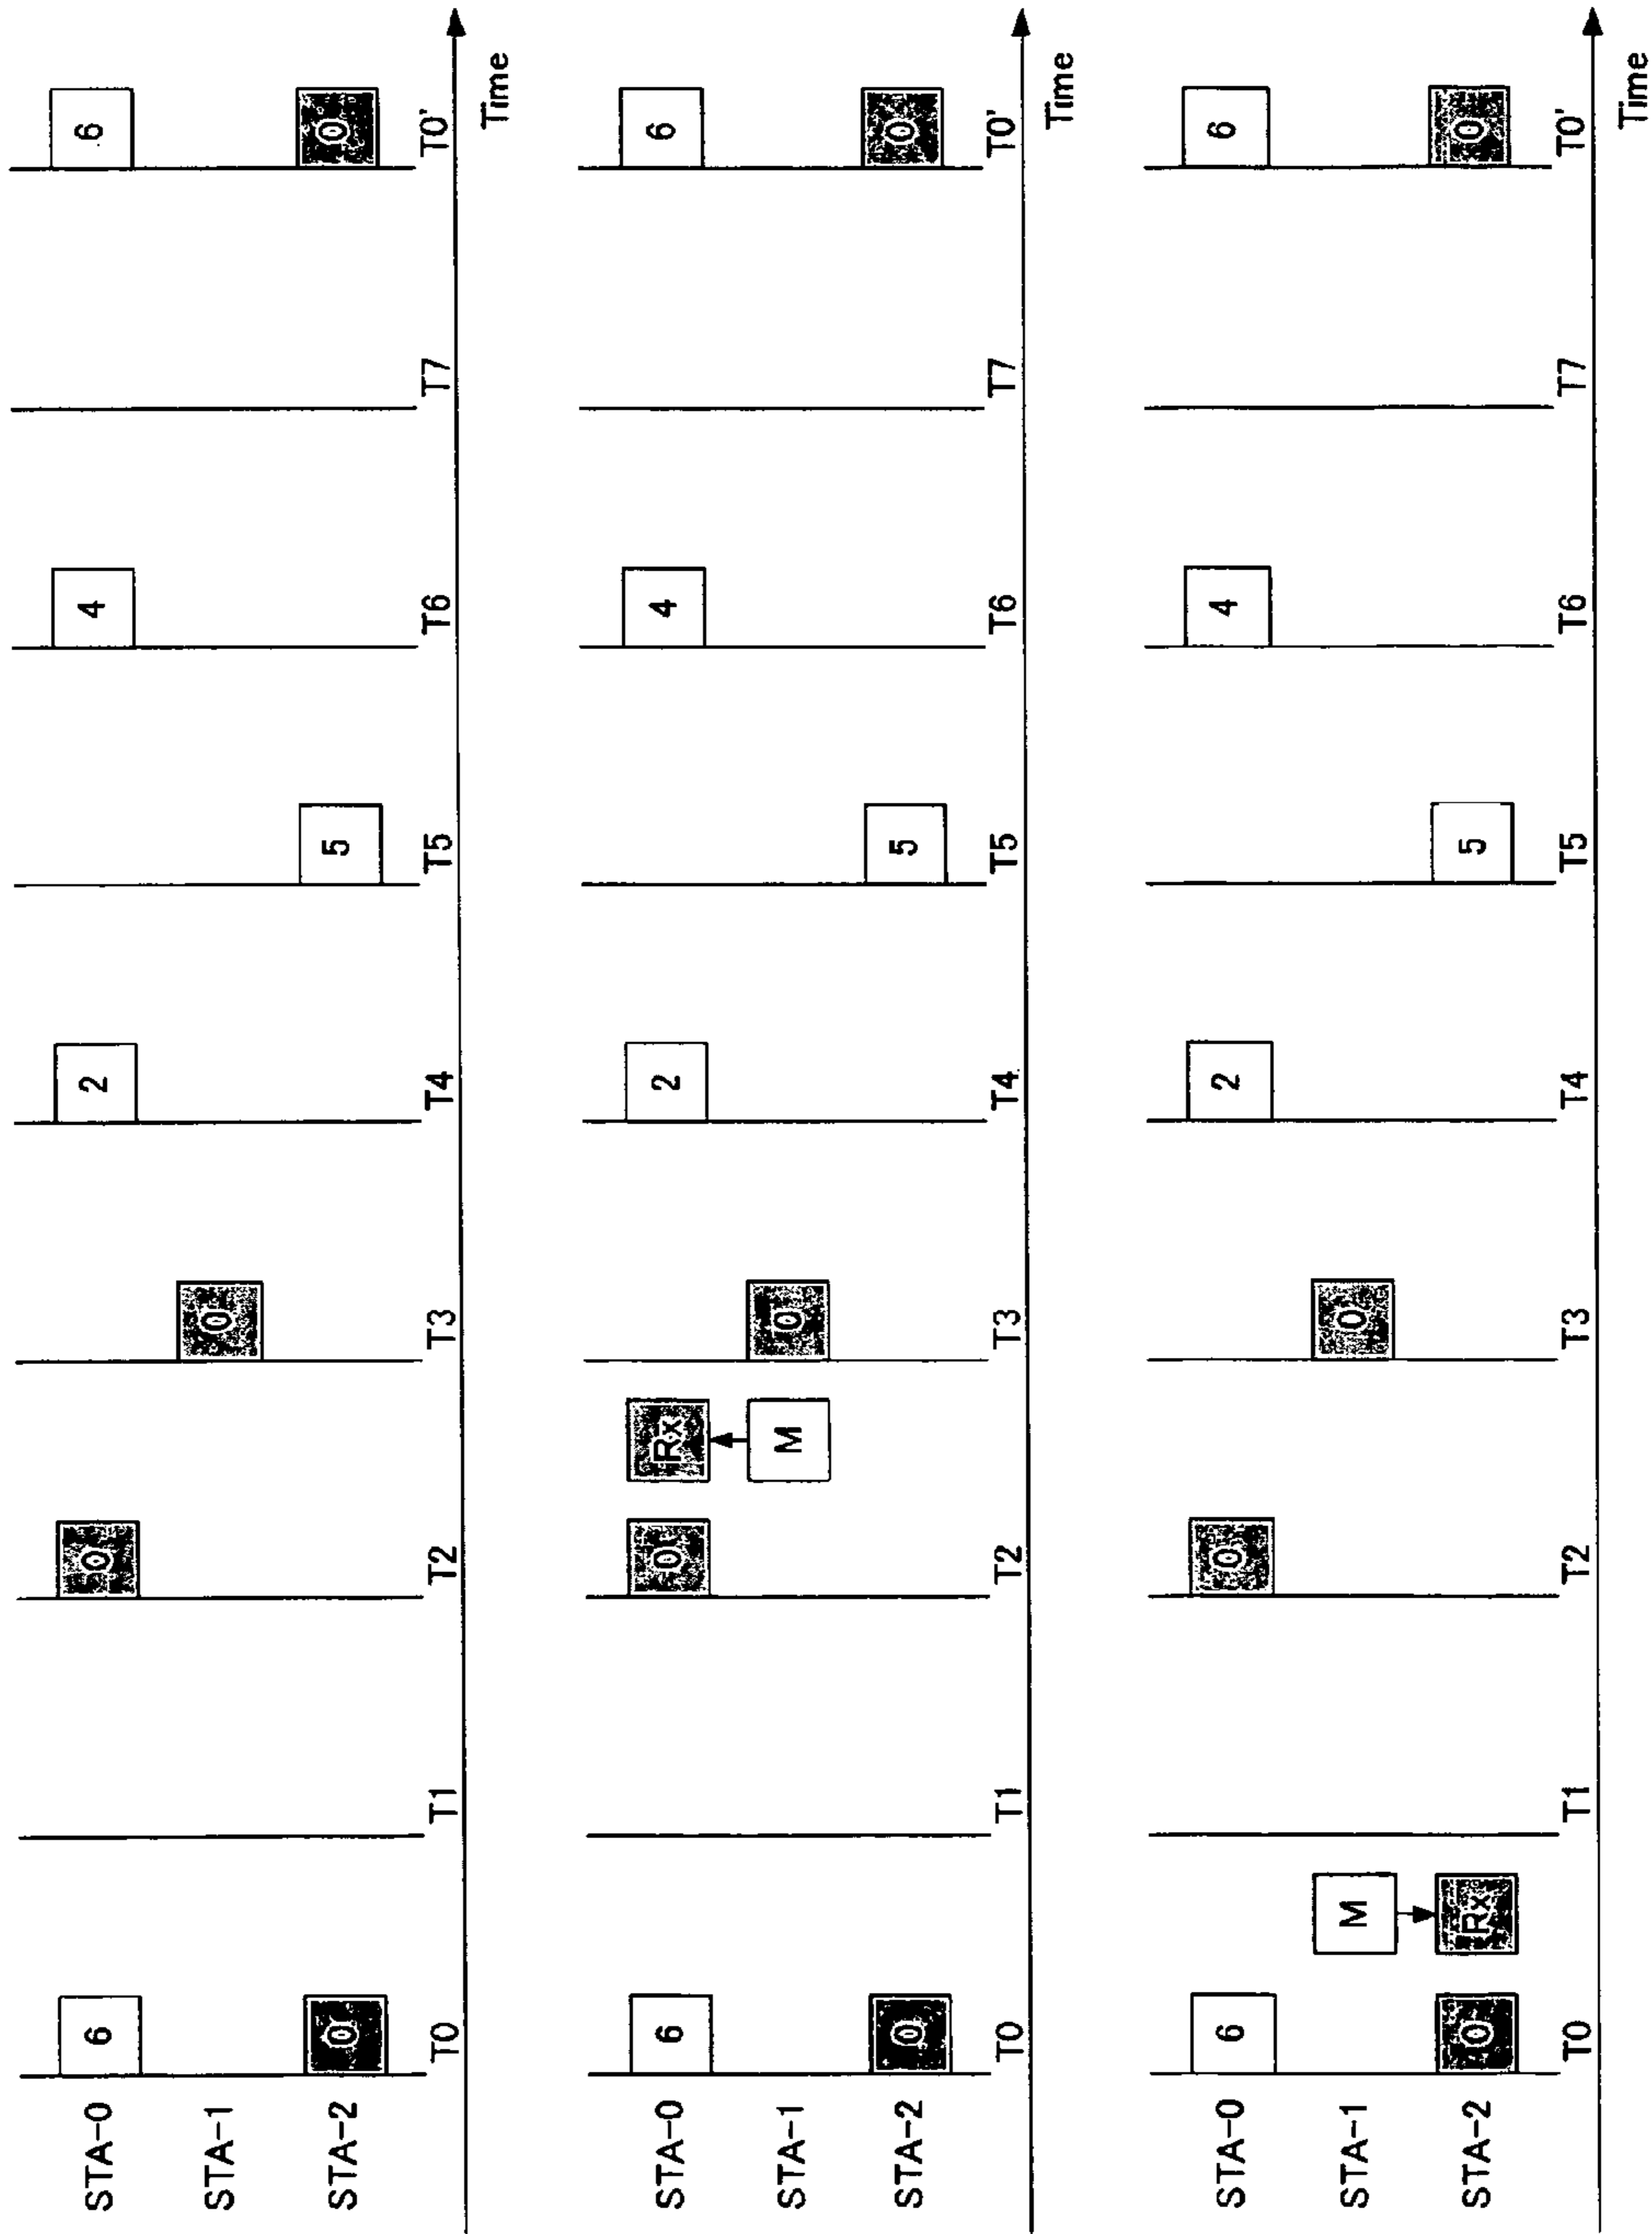 STA-0 6 0 2 4 6
STA-1 0
STA-2 0 5 0
T0 T1 T2 T3 T4 T5 T6 T7 T0'
Time
STA-0 6 0 Rx 2 4 6
STA-1 M 0
STA-2 0 5 0
T0 T1 T2 T3 T4 T5 T6 T7 T0'
Time
STA-0 6 0 2 4 6
STA-1 M 0
STA-2 0 Rx 5 0
T0 T1 T2 T3 T4 T5 T6 T7 T0'
Time